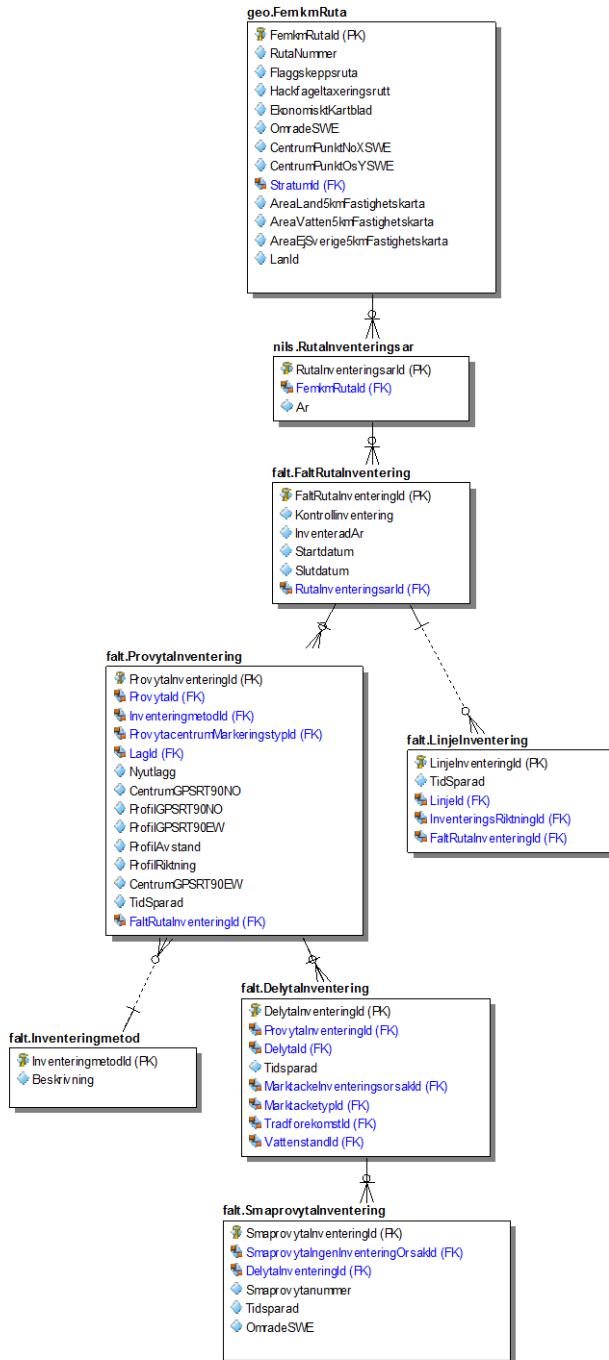 geo.FemkmRuta
FemkmRutaId (PK)
RutaNummer
Flaggskeppsruta
Hackfageltaxeringsrutt
EkonomisktKartblad
OmradeSWE
CentrumPunktNoXSWE
CentrumPunktOsYSWE
StratumId (FK)
AreaLand5kmFastighetskarta
AreaVatten5kmFastighetskarta
AreaEjSverige5kmFastighetskarta
LanId
nils.RutaInventeringsar
RutaInventeringsarId (PK)
FemkmRutaId (FK)
Ar
falt.FaltRutaInventering
FaltRutaInventeringId (PK)
Kontrollinventering
InventeradAr
Startdatum
Slutdatum
RutaInventeringsarId (FK)
falt.ProvytaInventering
ProvytaInventeringId (PK)
ProvytaId (FK)
InventeringmetodId (FK)
ProvytacentrumMarkeringstypId (FK)
LagId (FK)
Nyutlagg
CentrumGPSRT90NO
ProfilGPSRT90NO
ProfilGPSRT90EW
ProfilAvstand
ProfilRiktning
CentrumGPSRT90EW
TidSparad
FaltRutaInventeringId (FK)
falt.LinjeInventering
LinjeInventeringId (PK)
TidSparad
LinjeId (FK)
InventeringsRiktningId (FK)
FaltRutaInventeringId (FK)
falt.Inventeringmetod
InventeringmetodId (PK)
Beskrivning
falt.DelytaInventering
DelytaInventeringId (PK)
ProvytaInventeringId (FK)
DelytaId (FK)
Tidsparad
MarktackeInventeringsorsakId (FK)
MarktacketypId (FK)
TradforekomstId (FK)
VattenstandId (FK)
falt.SmaprovytaInventering
SmaprovytaInventeringId (PK)
SmaprovytaIngenInventeringOrsakId (FK)
DelytaInventeringId (FK)
Smaprovytanummer
Tidsparad
OmradeSWE